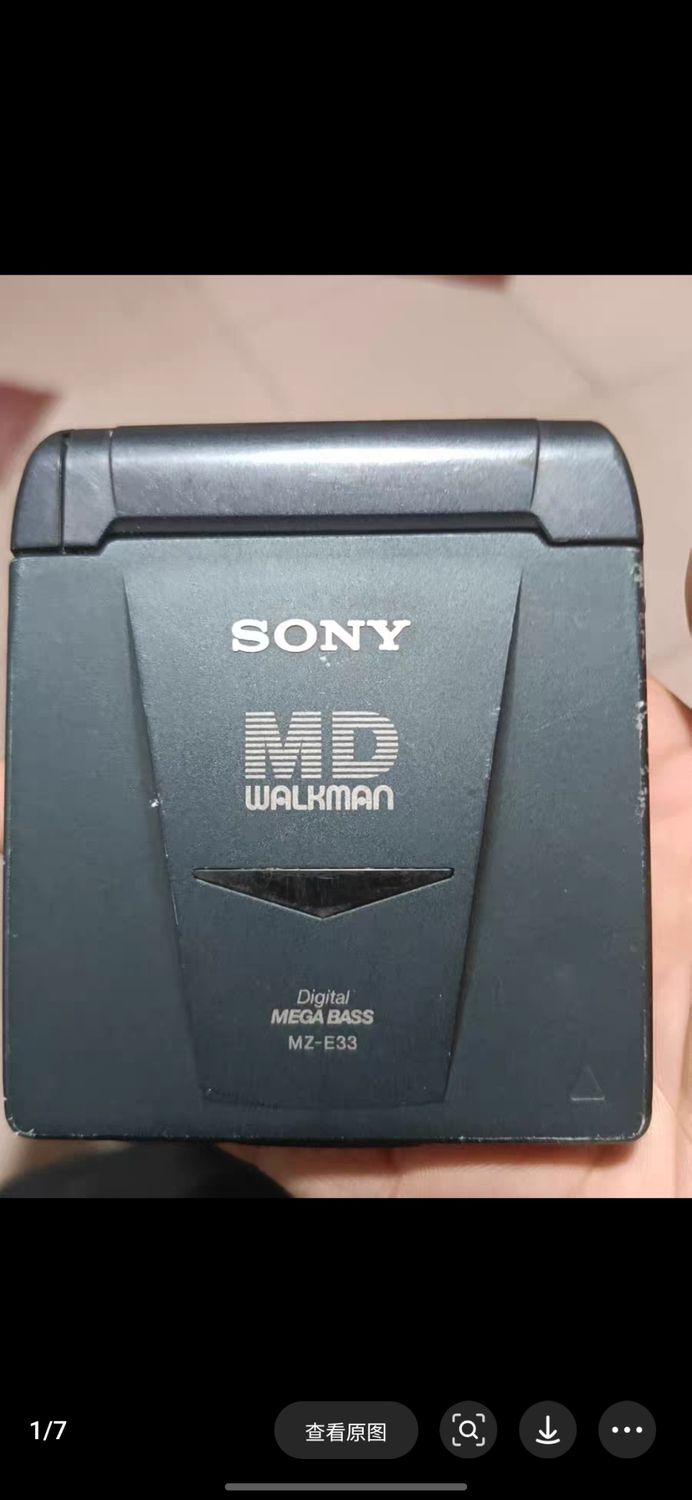 SONY
MD
WALKMAN
Digital
MEGA BASS
MZ-E33
1/7
查看原图